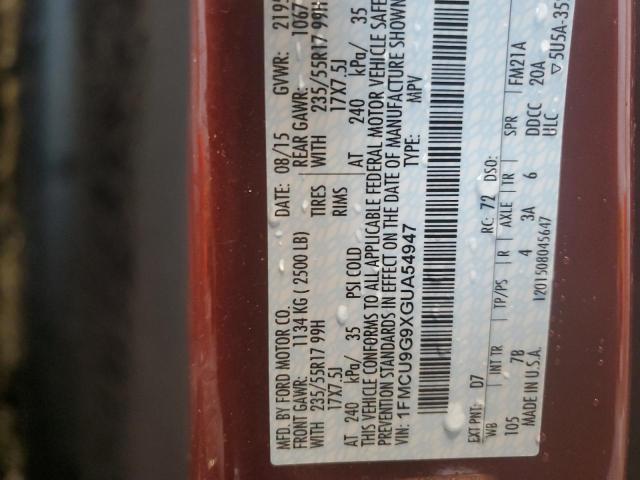 MFD. BY FORD MOTOR CO.
DATE: 08/15 GVWR:
FRONT GAWR: 1134 KG ( 2500 LB) REAR GAWR: 1067
WITH 235/55R17 99H TIRES WITH 235/55R17 99H
17X7.5J RIMS 17X7.5J
AT 240 kPa/ 35 PSI COLD AT 240 kPa/ 35
THIS VEHICLE CONFORMS TO ALL APPLICABLE FEDERAL MOTOR VEHICLE SAFE
PREVENTION STANDARDS IN EFFECT ON THE DATE OF MANUFACTURE SHOWN
VIN: 1FMCU9G9XGUA54947 TYPE: MPV
EXT PNT: D7 RC: 72 DSO: FM21A
WB INT TR TP/PS R AXLE TR SPR
105 7B 4 3A 6 DDCC 20A
MADE IN U.S.A. ULC
1201508045647 ▽5U5A-35